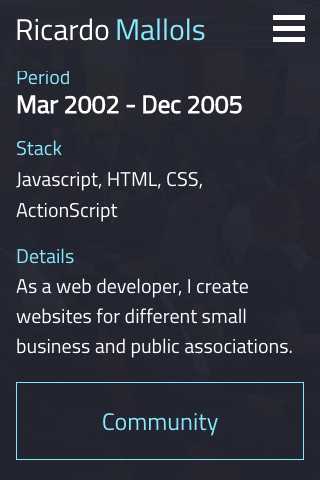 Ricardo Mallols
Period
Mar 2002 - Dec 2005
Stack
Javascript, HTML, CSS,
ActionScript
Details
As a web developer, I create
websites for different small
business and public associations.
Community